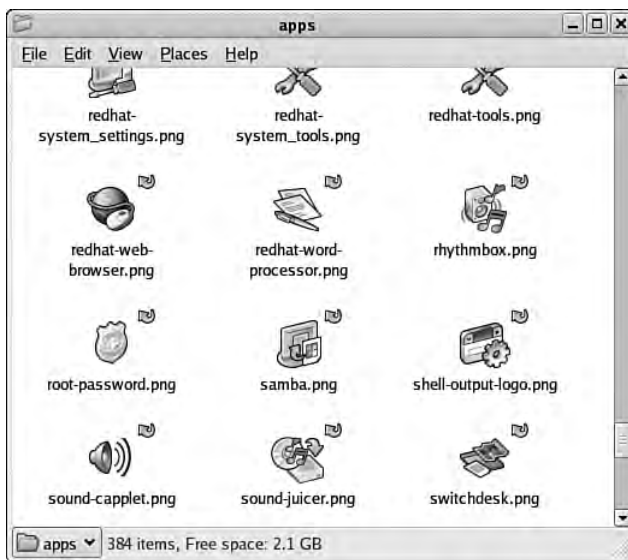 apps
File Edit View Places Help
redhat-
system_settings.png
redhat-
system_tools.png
redhat-tools.png
redhat-web-
browser.png
redhat-word-
processor.png
rhythmbox.png
root-password.png
samba.png
shell-output-logo.png
sound-capplet.png
sound-juicer.png
switchdesk.png
apps 384 items, Free space: 2.1 GB